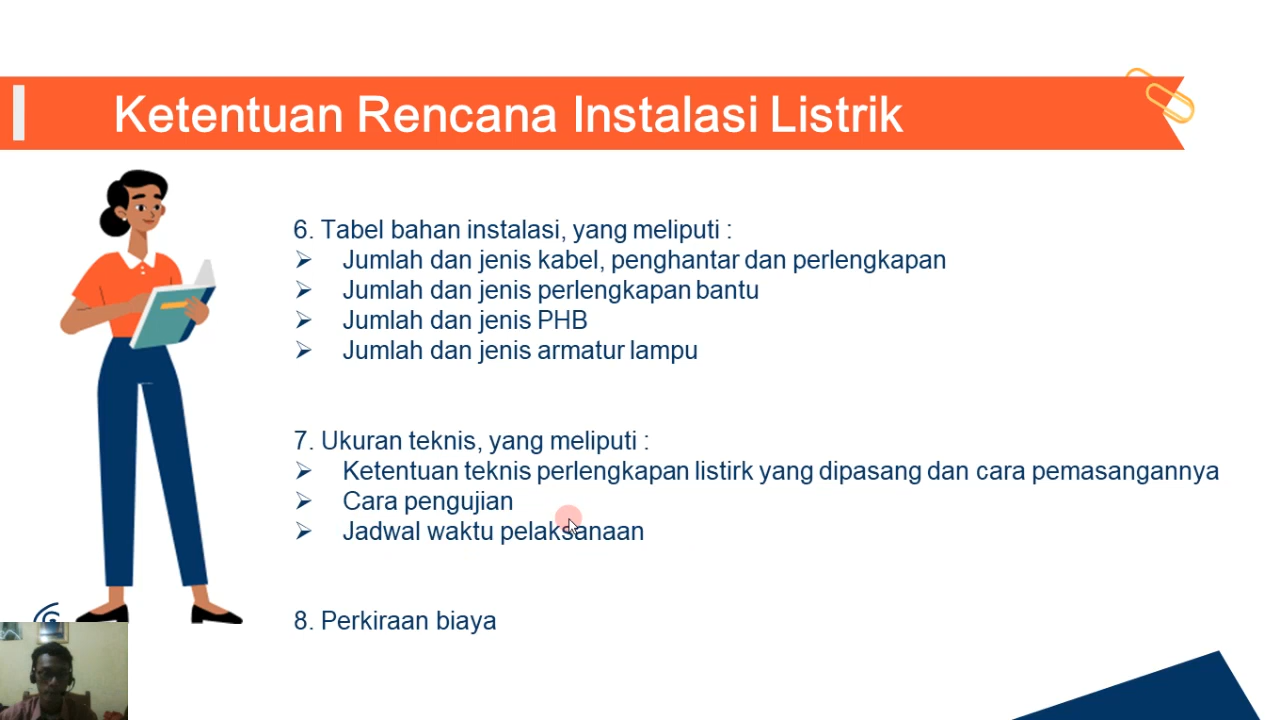 Ketentuan Rencana Instalasi Listrik
6. Tabel bahan instalasi, yang meliputi :
➢ Jumlah dan jenis kabel, penghantar dan perlengkapan
➢ Jumlah dan jenis perlengkapan bantu
➢ Jumlah dan jenis PHB
➢ Jumlah dan jenis armatur lampu
7. Ukuran teknis, yang meliputi :
➢ Ketentuan teknis perlengkapan listirk yang dipasang dan cara pemasangannya
➢ Cara pengujian
➢ Jadwal waktu pelaksanaan
8. Perkiraan biaya